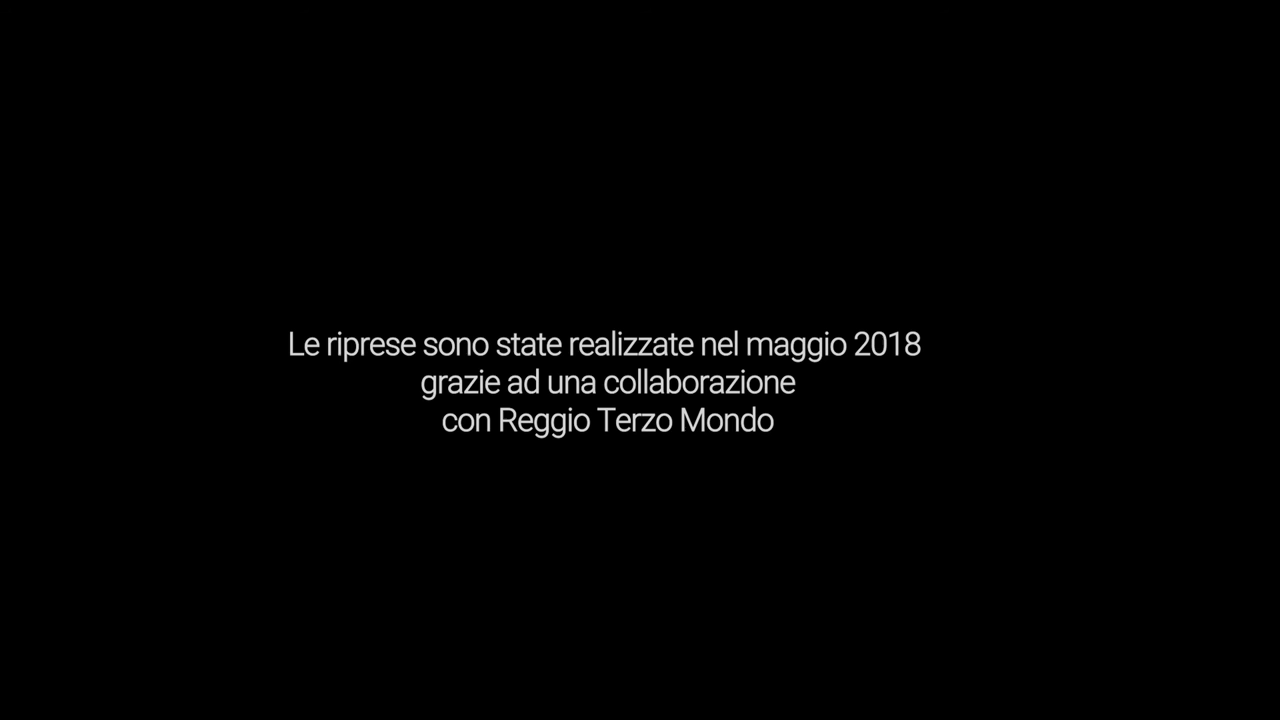 Le riprese sono state realizzate nel maggio 2018
grazie ad una collaborazione
con Reggio Terzo Mondo